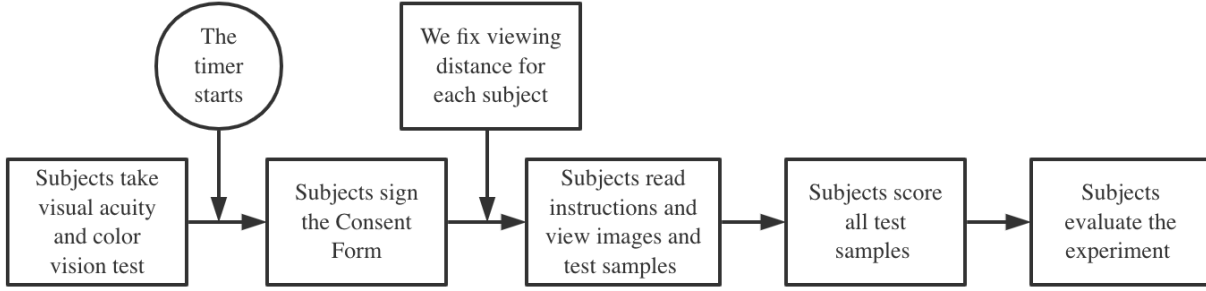 The
timer
starts
We fix viewing
distance for
each subject
Subjects take
visual acuity
and color
vision test
Subjects sign
the Consent
Form
Subjects read
instructions and
view images and
test samples
Subjects score
all test
samples
Subjects
evaluate the
experiment